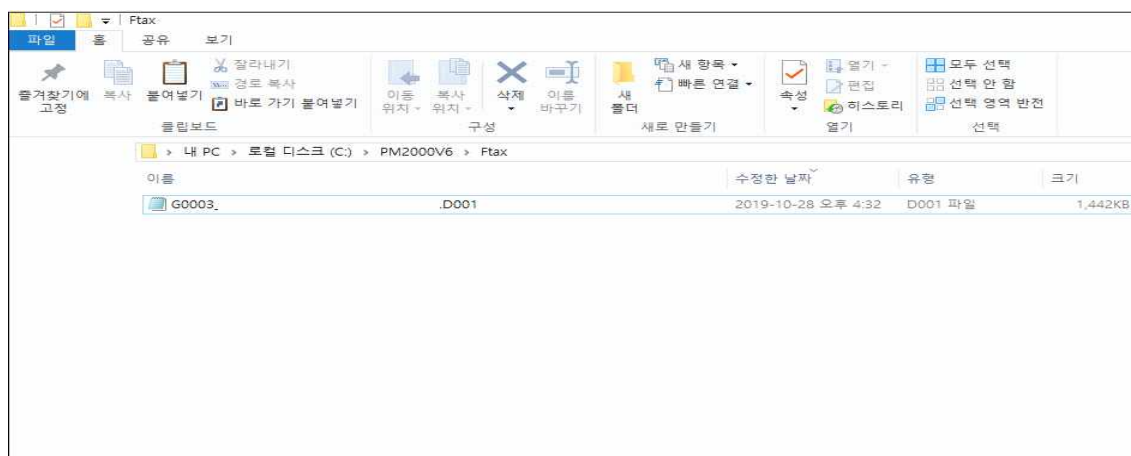 Ftax
파일 홈 공유 보기
즐겨찾기에 고정
복사
붙여넣기
잘라내기
경로 복사
바로 가기 붙여넣기
클립보드
이동 위치
복사 위치
삭제
이름 바꾸기
구성
새 폴더
새 항목
빠른 연결
새로 만들기
속성
열기
편집
히스토리
열기
모두 선택
선택 안 함
선택 영역 반전
선택
> 내 PC > 로컬 디스크 (C:) > PM2000V6 > Ftax
이름 수정한 날짜 유형 크기
G0003_ .D001 2019-10-28 오후 4:32 D001 파일 1,442KB